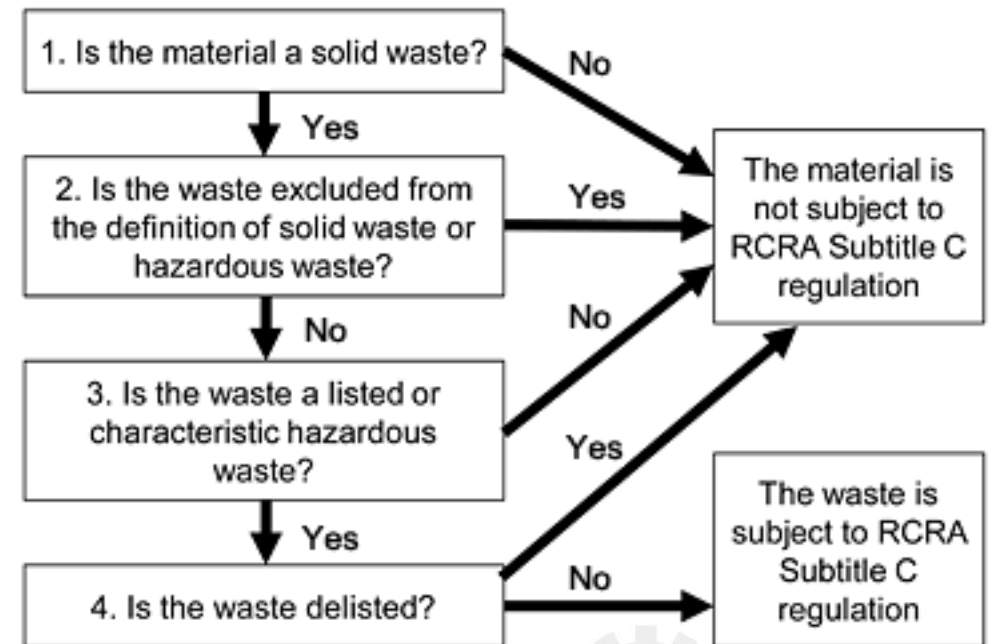 1. Is the material a solid waste?
No
Yes
2. Is the waste excluded from
the definition of solid waste or
hazardous waste?
Yes
The material is
not subject to
RCRA Subtitle C
regulation
No
No
3. Is the waste a listed or
characteristic hazardous
waste?
Yes
Yes
4. Is the waste delisted?
No
The waste is
subject to RCRA
Subtitle C
regulation